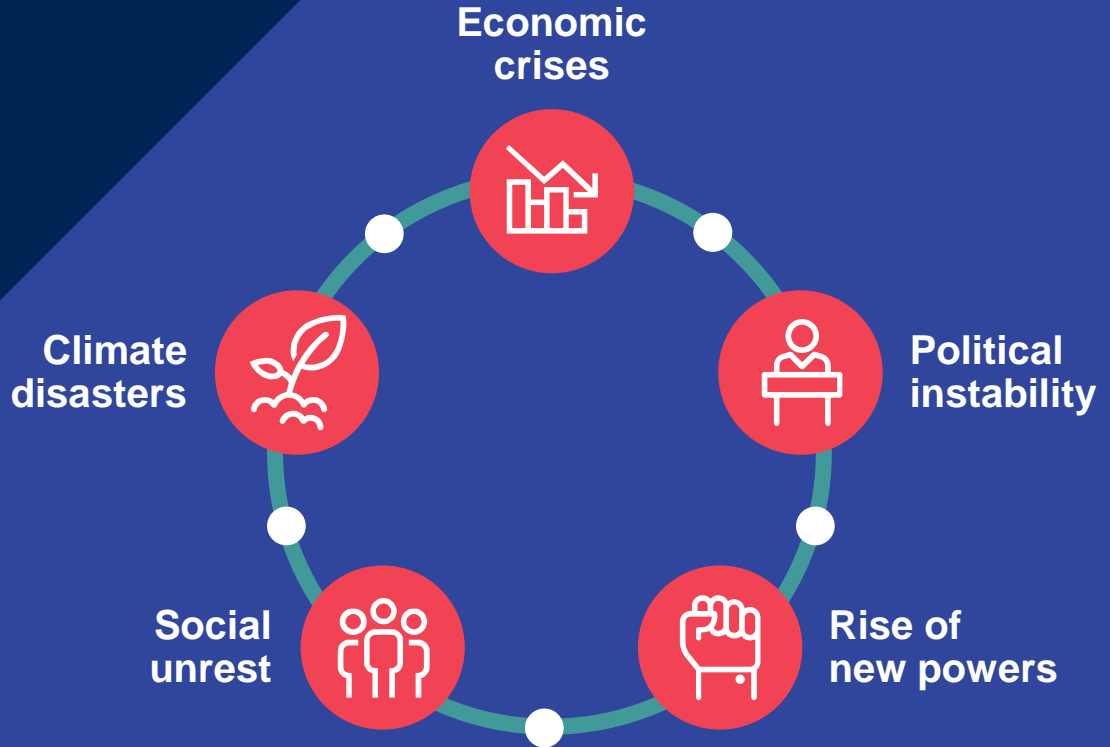 Economic
crises
Political
instability
Rise of
new powers
Social
unrest
Climate
disasters